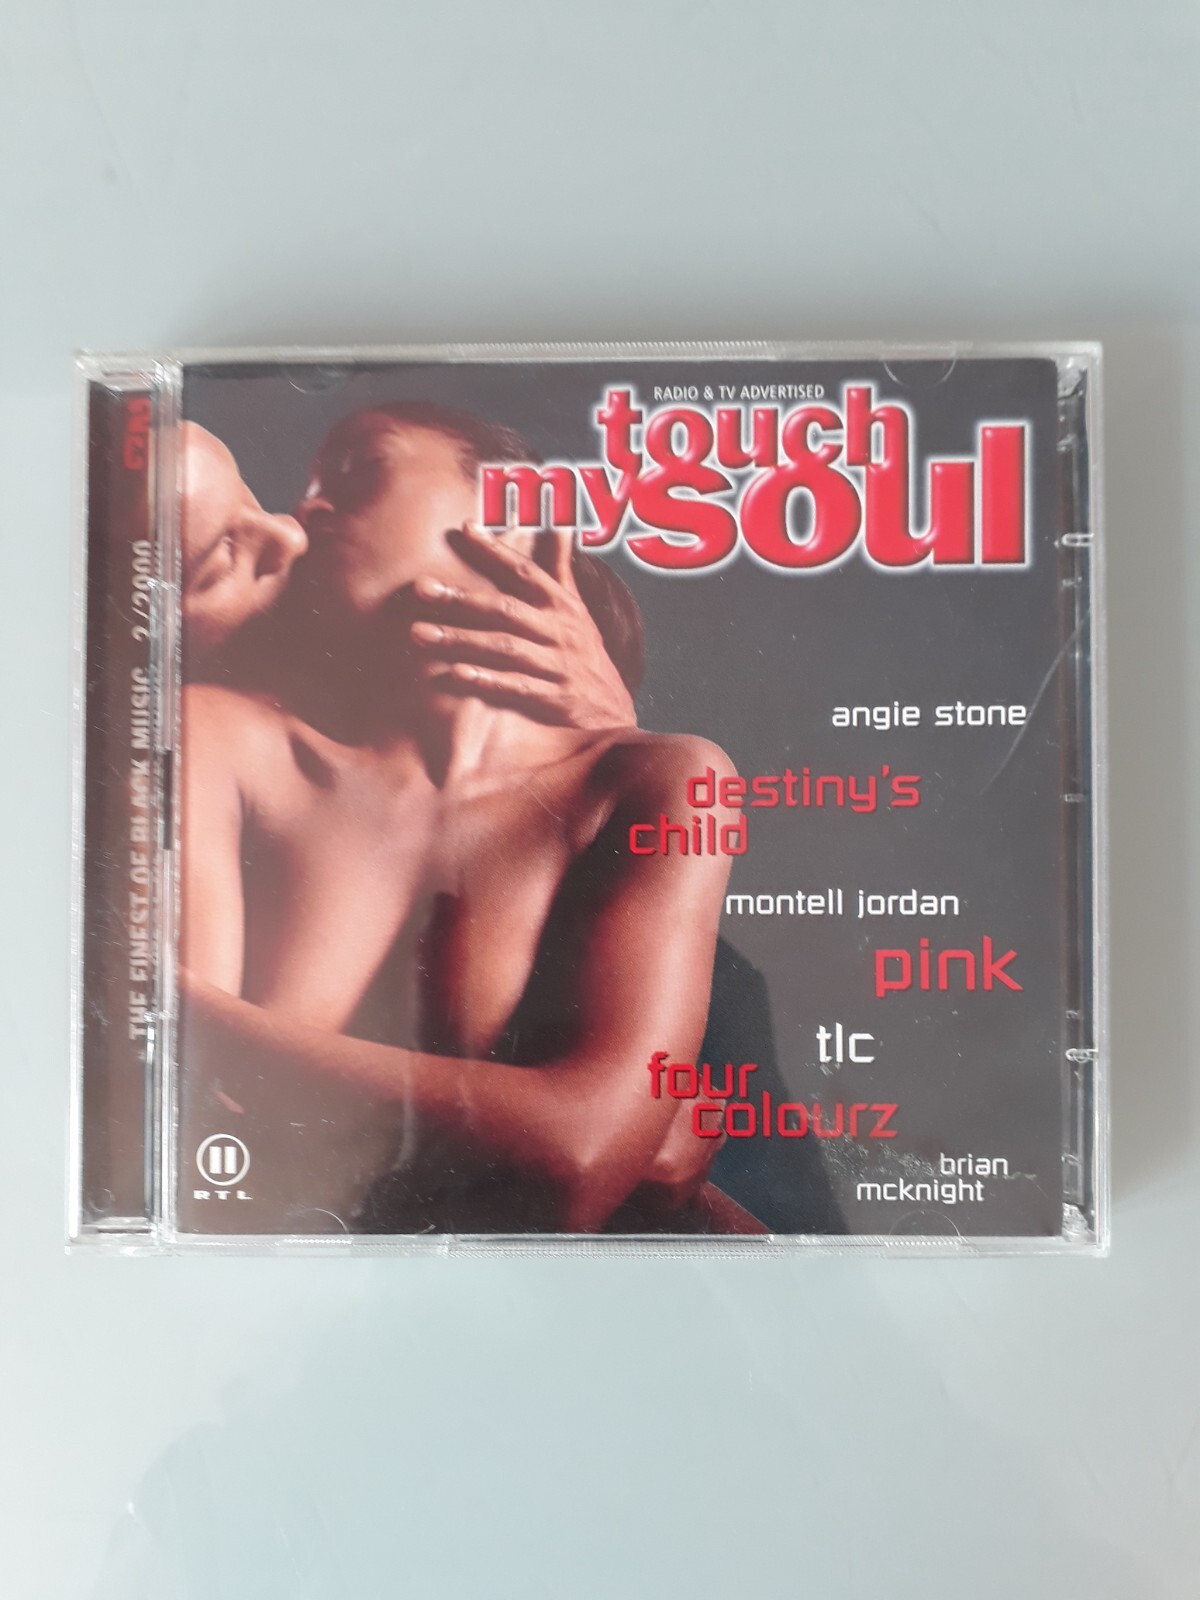 RADIO & TV ADVERTISED
touch
my soul
angie stone
destiny's
child
montell jordan
pink
tlc
four
colourz
brian
mcknight
II
RTL
THE FINEST OF BLACK MUSIC 2/2000